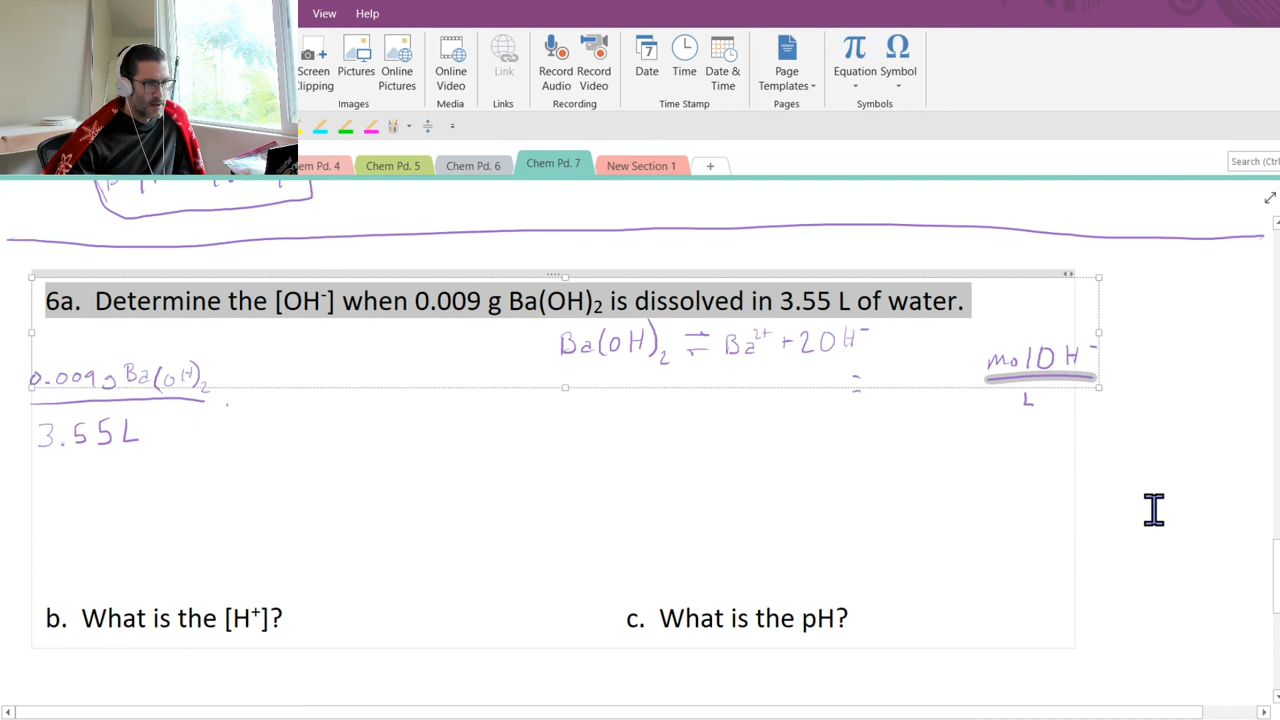 View Help
Screen Clipping
Pictures
Online Pictures
Images
Online Video
Media
Link
Links
Record Audio
Record Video
Recording
7
Date
Time
Date & Time
Time Stamp
Page Templates
Pages
π
Equation
Ω
Symbol
Symbols
em Pd. 4 Chem Pd. 5 Chem Pd. 6 Chem Pd. 7 New Section 1 +
Search (Ctrl
6a. Determine the [OH⁻] when 0.009 g Ba(OH)₂ is dissolved in 3.55 L of water.
Ba(OH)₂ ⇌ Ba²⁺ + 2OH⁻
0.009 g Ba(OH)₂
3.55 L
=
mol OH⁻
L
b. What is the [H⁺]? c. What is the pH?